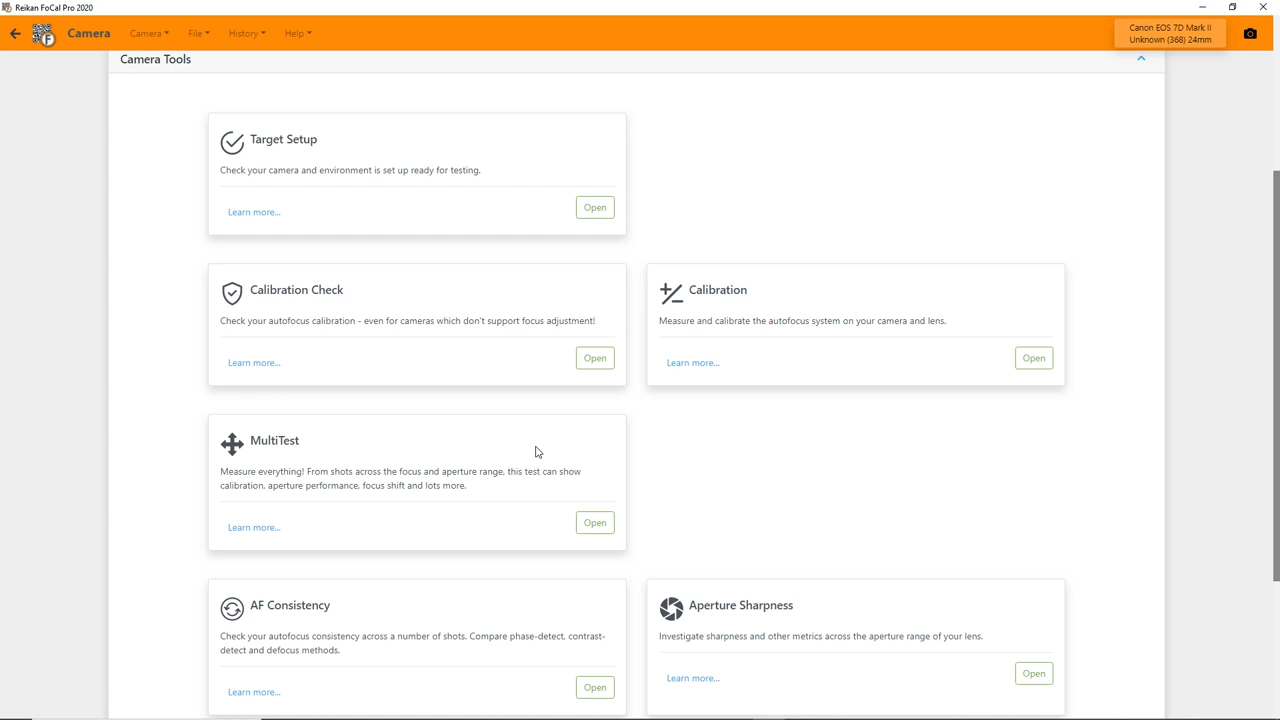 Reikan FoCal Pro 2020
Camera
Camera
File
History
Help
Canon EOS 7D Mark II
Unknown (368) 24mm
Camera Tools
Target Setup
Check your camera and environment is set up ready for testing.
Learn more...
Open
Calibration Check
Check your autofocus calibration - even for cameras which don't support focus adjustment!
Learn more...
Open
Calibration
Measure and calibrate the autofocus system on your camera and lens.
Learn more...
Open
MultiTest
Measure everything! From shots across the focus and aperture range, this test can show
calibration, aperture performance, focus shift and lots more.
Learn more...
Open
AF Consistency
Check your autofocus consistency across a number of shots. Compare phase-detect, contrast-
detect and defocus methods.
Learn more...
Open
Aperture Sharpness
Investigate sharpness and other metrics across the aperture range of your lens.
Learn more...
Open